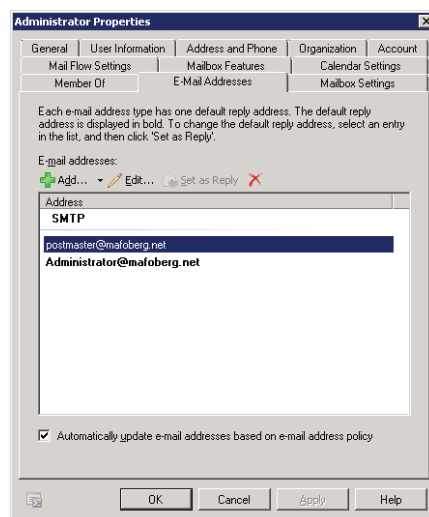 Administrator Properties
General User Information Address and Phone Organization Account
Mail Flow Settings Mailbox Features Calendar Settings
Member Of E-Mail Addresses Mailbox Settings
Each e-mail address type has one default reply address. The default reply
address is displayed in bold. To change the default reply address, select an entry
in the list, and then click 'Set as Reply'.
E-mail addresses:
Add... Edit... Set as Reply
Address
SMTP
postmaster@mafoberg.net
Administrator@mafoberg.net
Automatically update e-mail addresses based on e-mail address policy
OK Cancel Apply Help